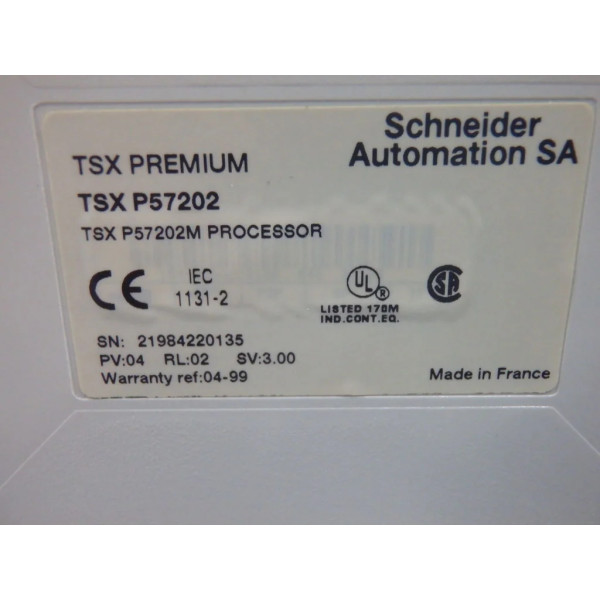 Schneider
Automation SA
TSX PREMIUM
TSX P57202
TSX P57202M PROCESSOR
CE
IEC
1131-2
UL
®
LISTED 170M
IND.CONT.EQ.
SA
SN: 21984220135
PV:04 RL:02 SV:3.00
Warranty ref:04-99
Made in France